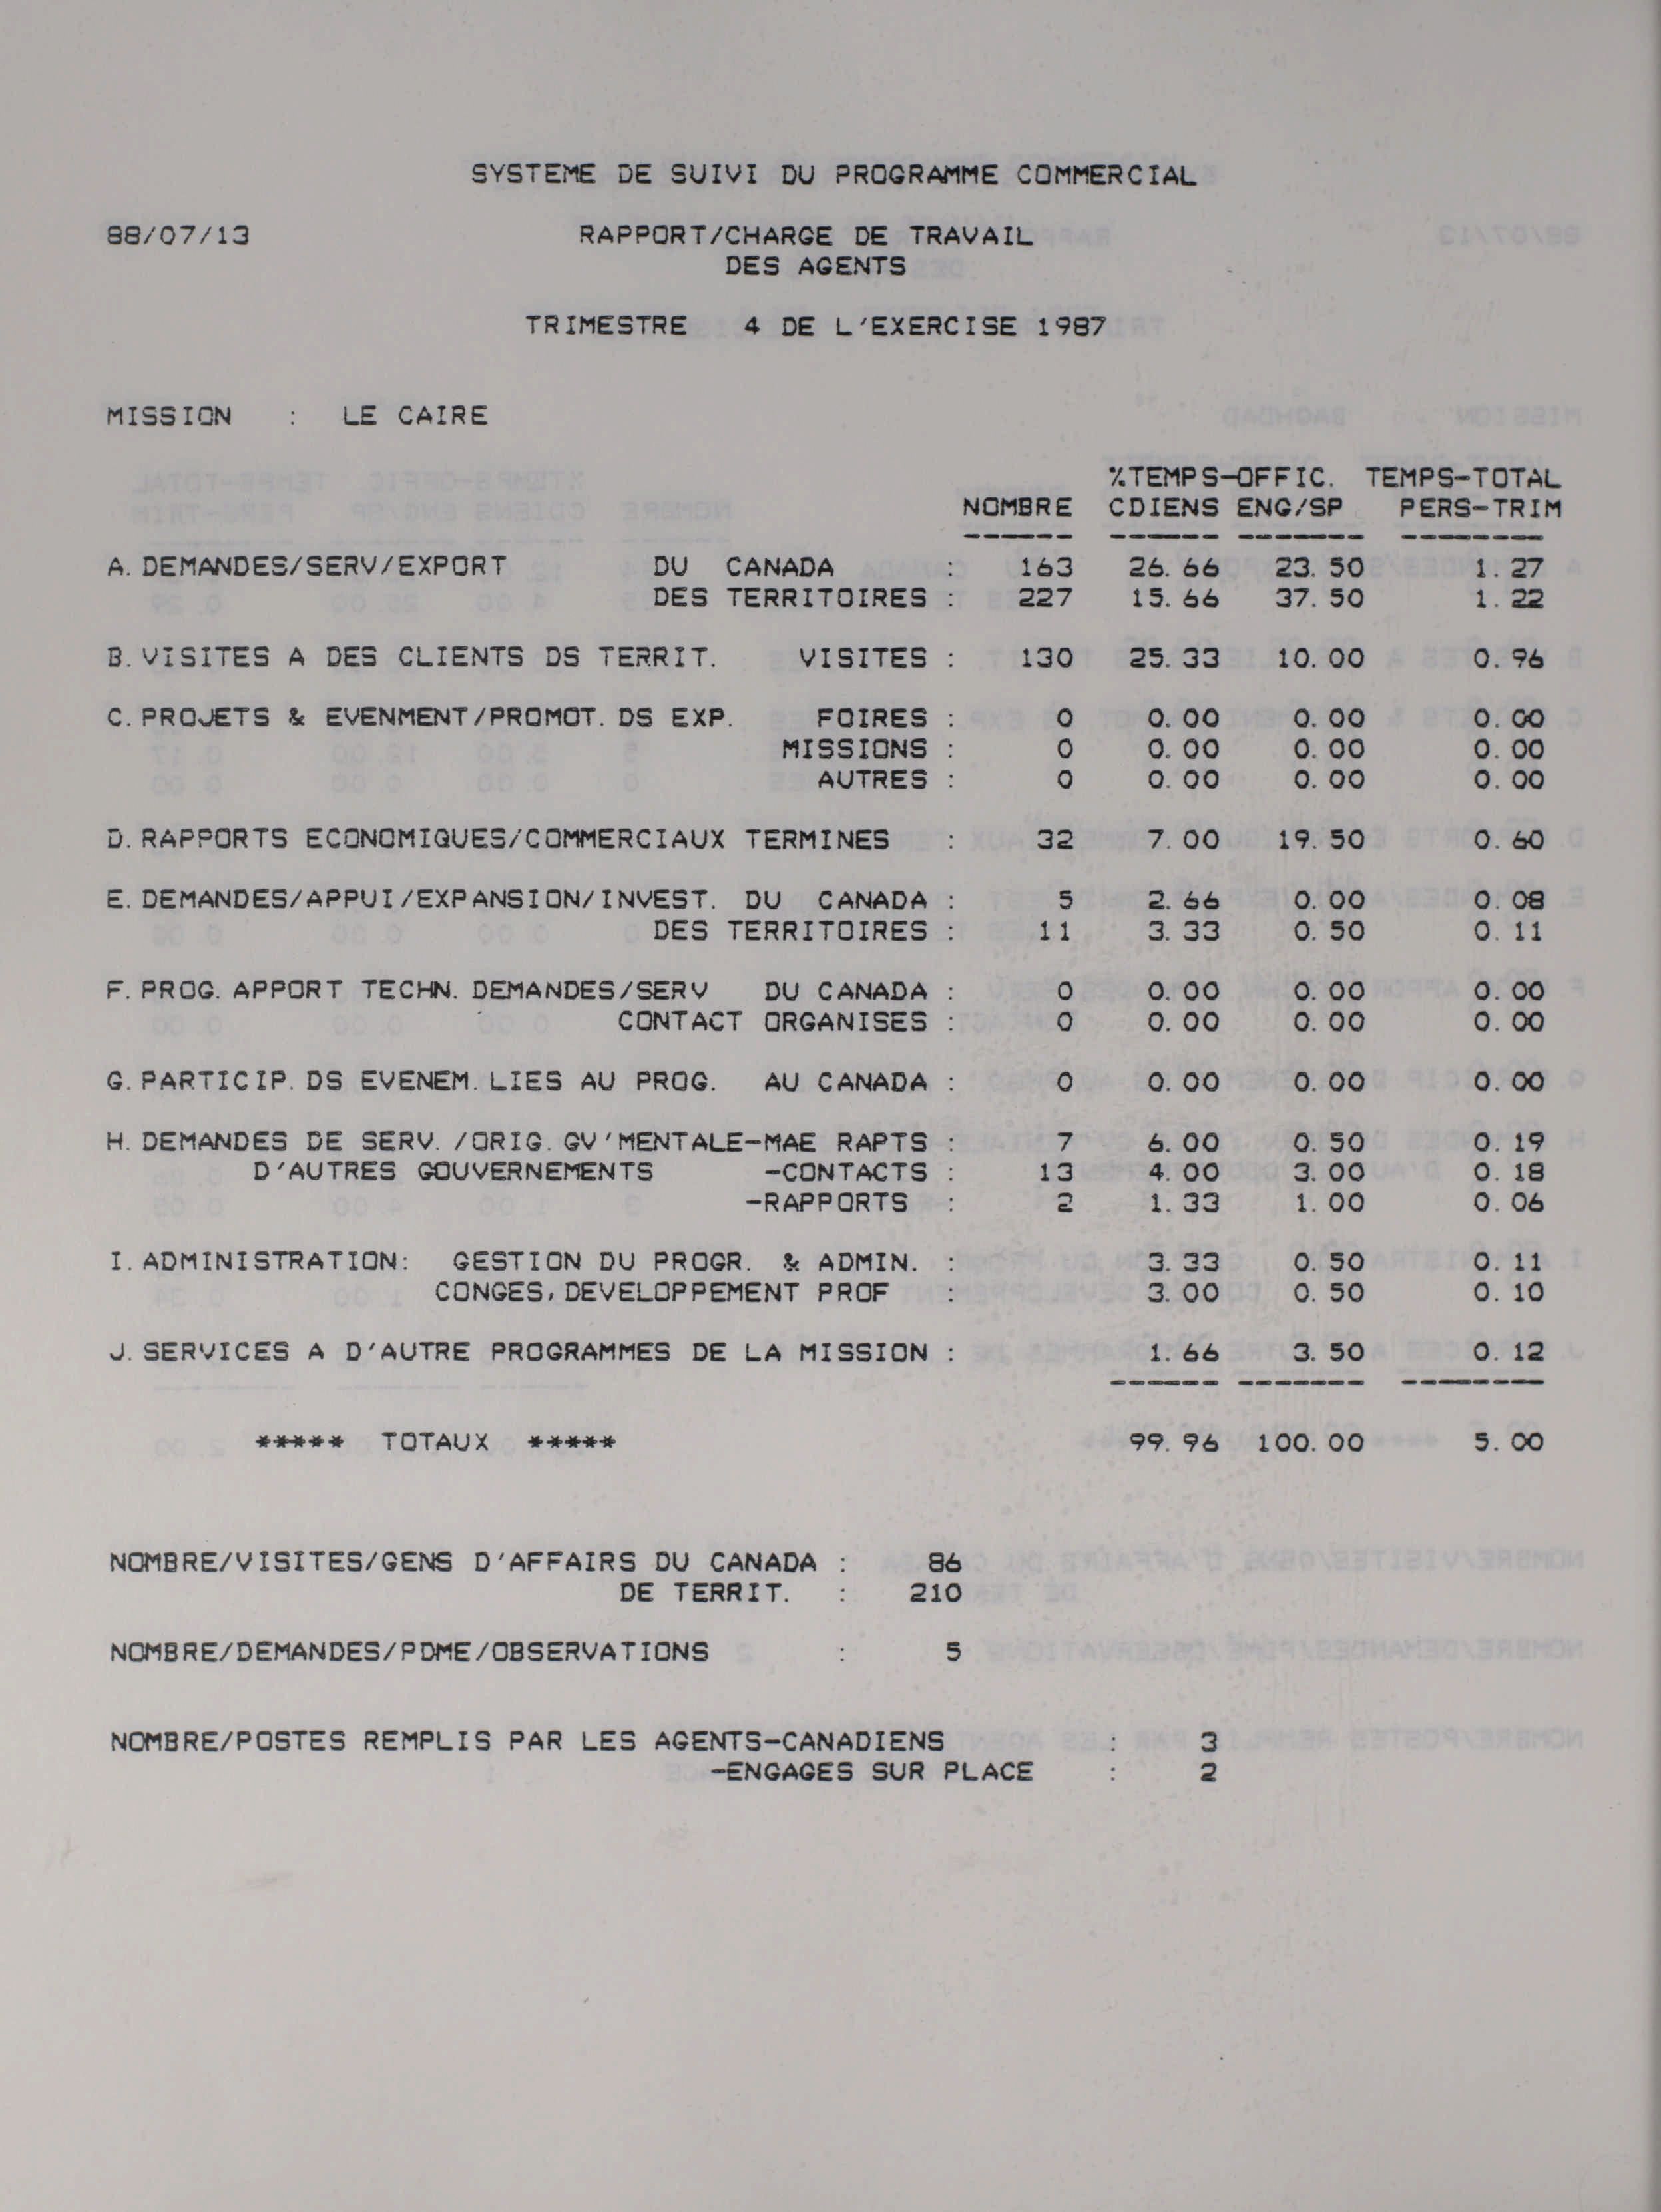 SYSTEME DE SUIVI DU PROGRAMME COMMERCIAL
88/07/13 RAPPORT/CHARGE DE TRAVAIL
DES AGENTS
TRIMESTRE 4 DE L'EXERCISE 1987
MISSION : LE CAIRE
%TEMPS-OFFIC. TEMPS-TOTAL
NOMBRE CDIENS ENG/SP PERS-TRIM
------ ------ ------- --------
A. DEMANDES/SERV/EXPORT DU CANADA : 163 26.66 23.50 1.27
DES TERRITOIRES : 227 15.66 37.50 1.22
B. VISITES A DES CLIENTS DS TERRIT. VISITES : 130 25.33 10.00 0.96
C. PROJETS & EVENMENT/PROMOT. DS EXP. FOIRES : 0 0.00 0.00 0.00
MISSIONS : 0 0.00 0.00 0.00
AUTRES : 0 0.00 0.00 0.00
D. RAPPORTS ECONOMIQUES/COMMERCIAUX TERMINES : 32 7.00 19.50 0.60
E. DEMANDES/APPUI/EXPANSION/INVEST. DU CANADA : 5 2.66 0.00 0.08
DES TERRITOIRES : 11 3.33 0.50 0.11
F. PROG. APPORT TECHN. DEMANDES/SERV DU CANADA : 0 0.00 0.00 0.00
CONTACT ORGANISES : 0 0.00 0.00 0.00
G. PARTICIP. DS EVENEM. LIES AU PROG. AU CANADA : 0 0.00 0.00 0.00
H. DEMANDES DE SERV. /ORIG. GV'MENTALE-MAE RAPTS : 7 6.00 0.50 0.19
D'AUTRES GOUVERNEMENTS -CONTACTS : 13 4.00 3.00 0.18
-RAPPORTS : 2 1.33 1.00 0.06
I. ADMINISTRATION: GESTION DU PROGR. & ADMIN. : 3.33 0.50 0.11
CONGES, DEVELOPPEMENT PROF : 3.00 0.50 0.10
J. SERVICES A D'AUTRE PROGRAMMES DE LA MISSION : 1.66 3.50 0.12
------ ------- --------
***** TOTAUX ***** 99.96 100.00 5.00
NOMBRE/VISITES/GENS D'AFFAIRS DU CANADA : 86
DE TERRIT. : 210
NOMBRE/DEMANDES/PDME/OBSERVATIONS : 5
NOMBRE/POSTES REMPLIS PAR LES AGENTS-CANADIENS : 3
-ENGAGES SUR PLACE : 2